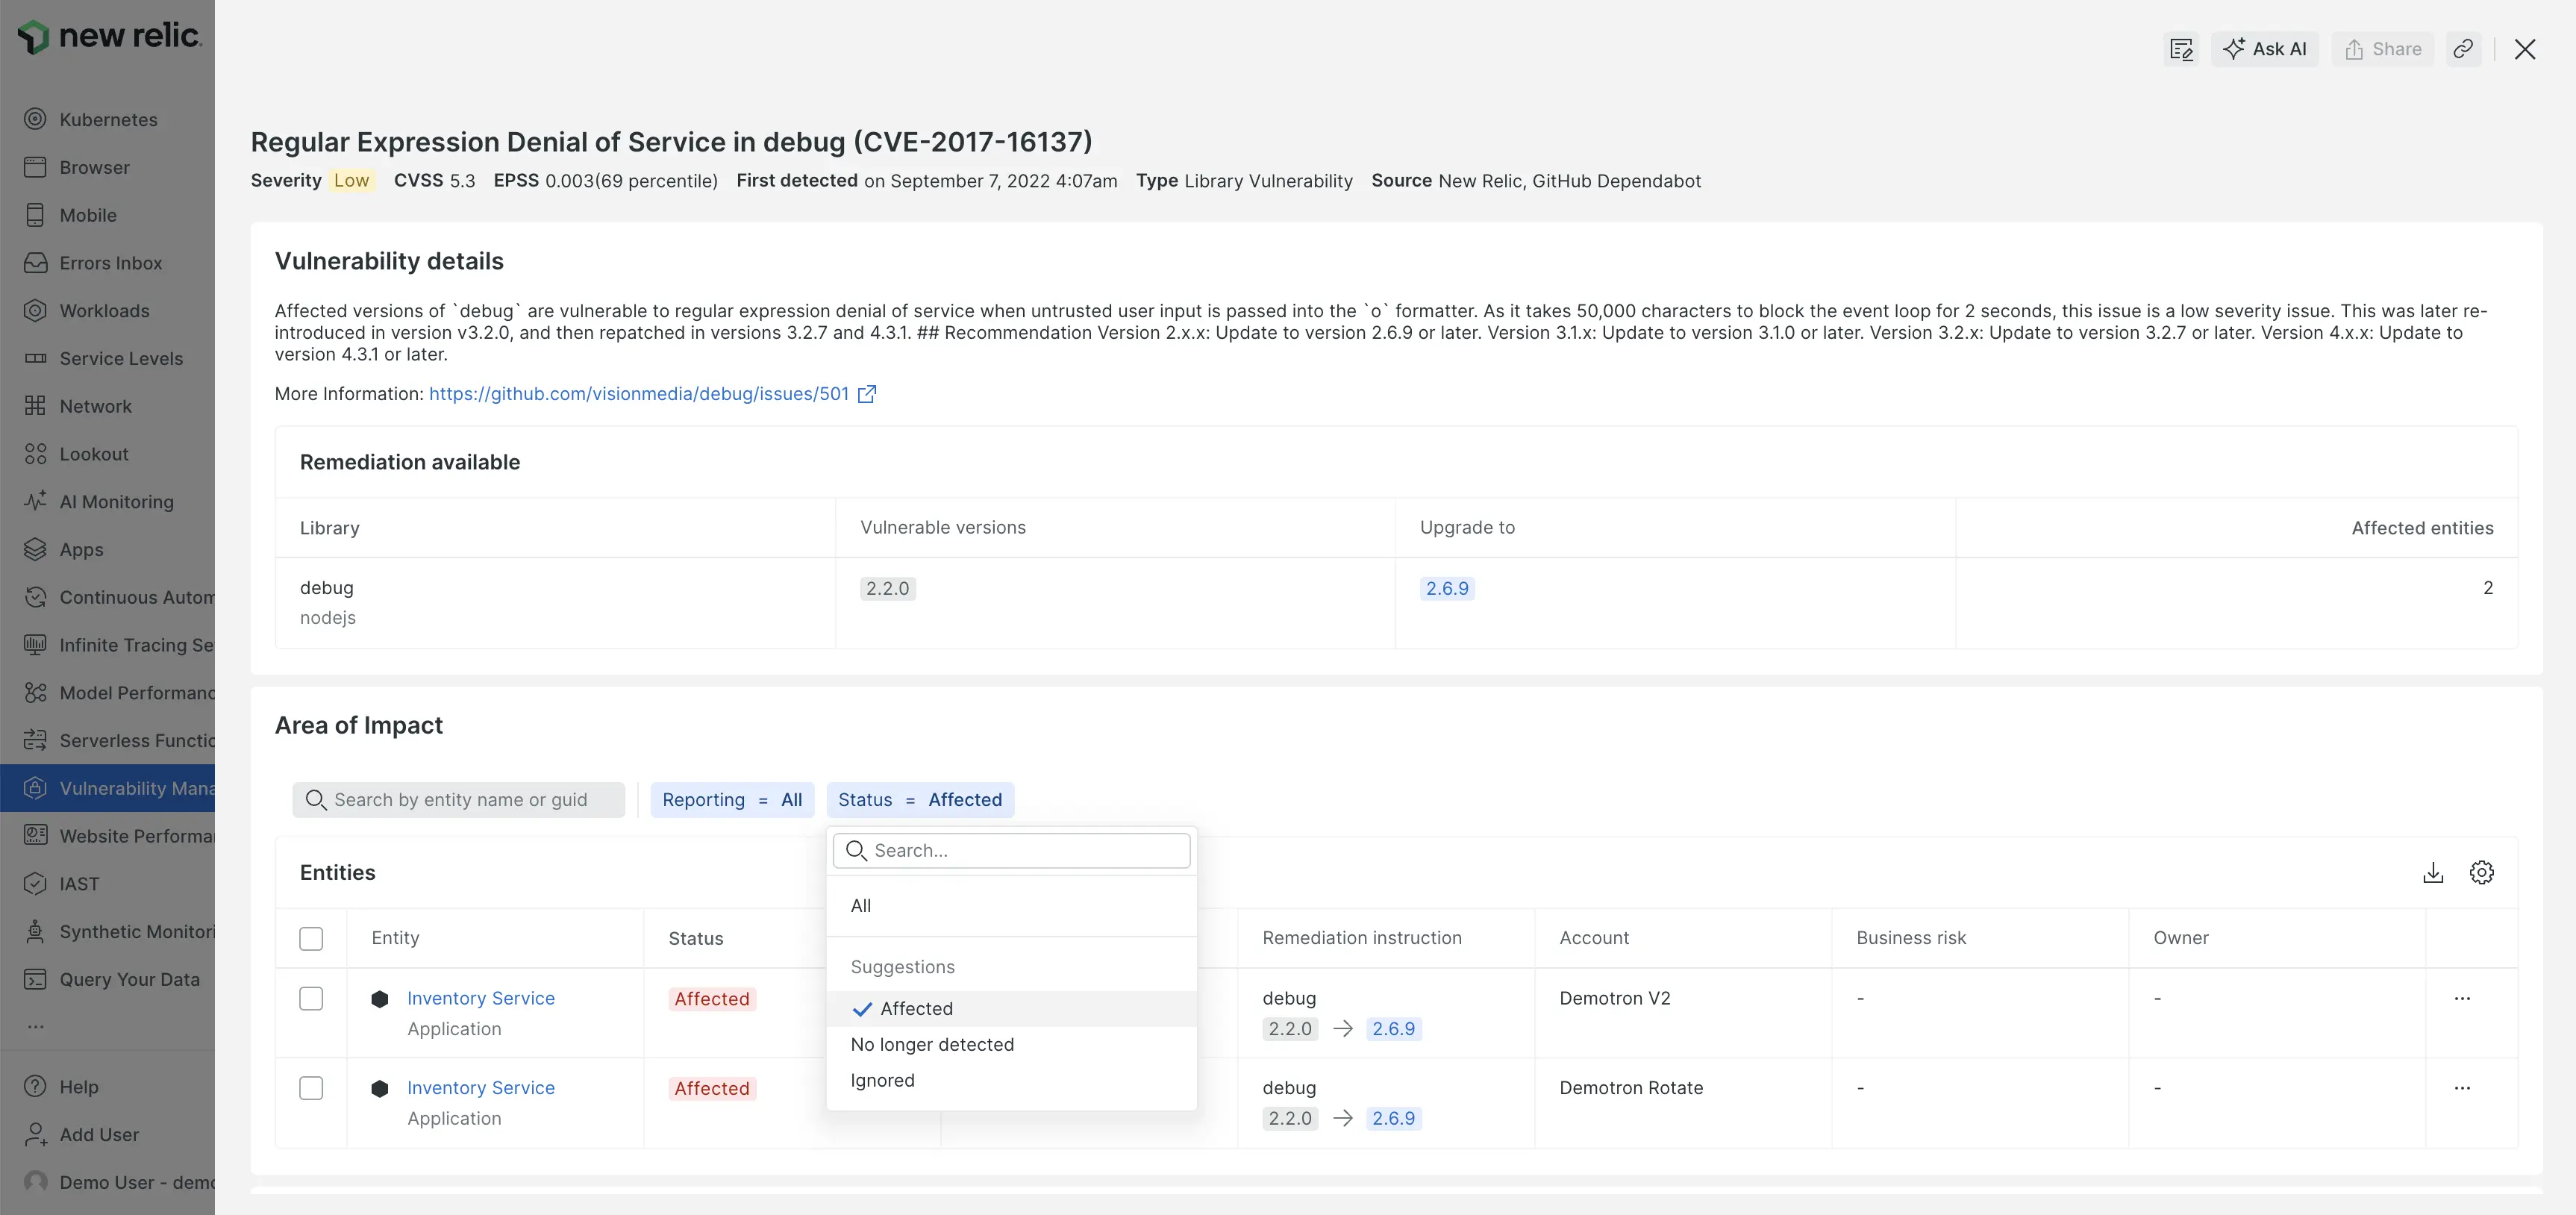 new relic.
Ask AI
Share
Kubernetes
Browser
Mobile
Errors Inbox
Workloads
Service Levels
Network
Lookout
AI Monitoring
Apps
Continuous Autom
Infinite Tracing Se
Model Performanc
Serverless Functio
Vulnerability Mana
Website Performa
IAST
Synthetic Monitori
Query Your Data
...
Help
Add User
Demo User - demo
Regular Expression Denial of Service in debug (CVE-2017-16137)
Severity Low CVSS 5.3 EPSS 0.003(69 percentile) First detected on September 7, 2022 4:07am Type Library Vulnerability Source New Relic, GitHub Dependabot
Vulnerability details
Affected versions of `debug` are vulnerable to regular expression denial of service when untrusted user input is passed into the `o` formatter. As it takes 50,000 characters to block the event loop for 2 seconds, this issue is a low severity issue. This was later re-
introduced in version v3.2.0, and then repatched in versions 3.2.7 and 4.3.1. ## Recommendation Version 2.x.x: Update to version 2.6.9 or later. Version 3.1.x: Update to version 3.1.0 or later. Version 3.2.x: Update to version 3.2.7 or later. Version 4.x.x: Update to
version 4.3.1 or later.
More Information: https://github.com/visionmedia/debug/issues/501
Remediation available
Library Vulnerable versions Upgrade to Affected entities
debug 2.2.0 2.6.9 2
nodejs
Area of Impact
Search by entity name or guid Reporting = All Status = Affected
Search...
All
Suggestions
Affected
No longer detected
Ignored
Entities
Entity Status Remediation instruction Account Business risk Owner
Inventory Service Affected debug Demotron V2 - - ...
Application 2.2.0 → 2.6.9
Inventory Service Affected debug Demotron Rotate - - ...
Application 2.2.0 → 2.6.9